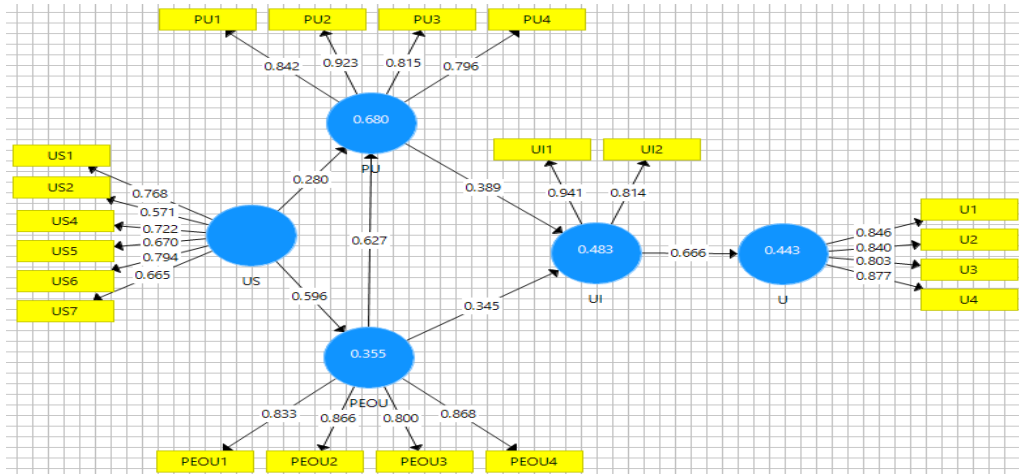 PU1 PU2 PU3 PU4
0.842 0.923 0.815 0.796
0.680
PU
US1
US2
US4
US5
US6
US7
0.768
0.571
0.722
0.670
0.794
0.665
US
0.280
0.596
0.627
0.389
0.345
UI1 UI2
0.941 0.814
0.483
UI
0.666
0.443
U
0.846
0.840
0.803
0.877
U1
U2
U3
U4
0.355
PEOU
0.833 0.866 0.800 0.868
PEOU1 PEOU2 PEOU3 PEOU4